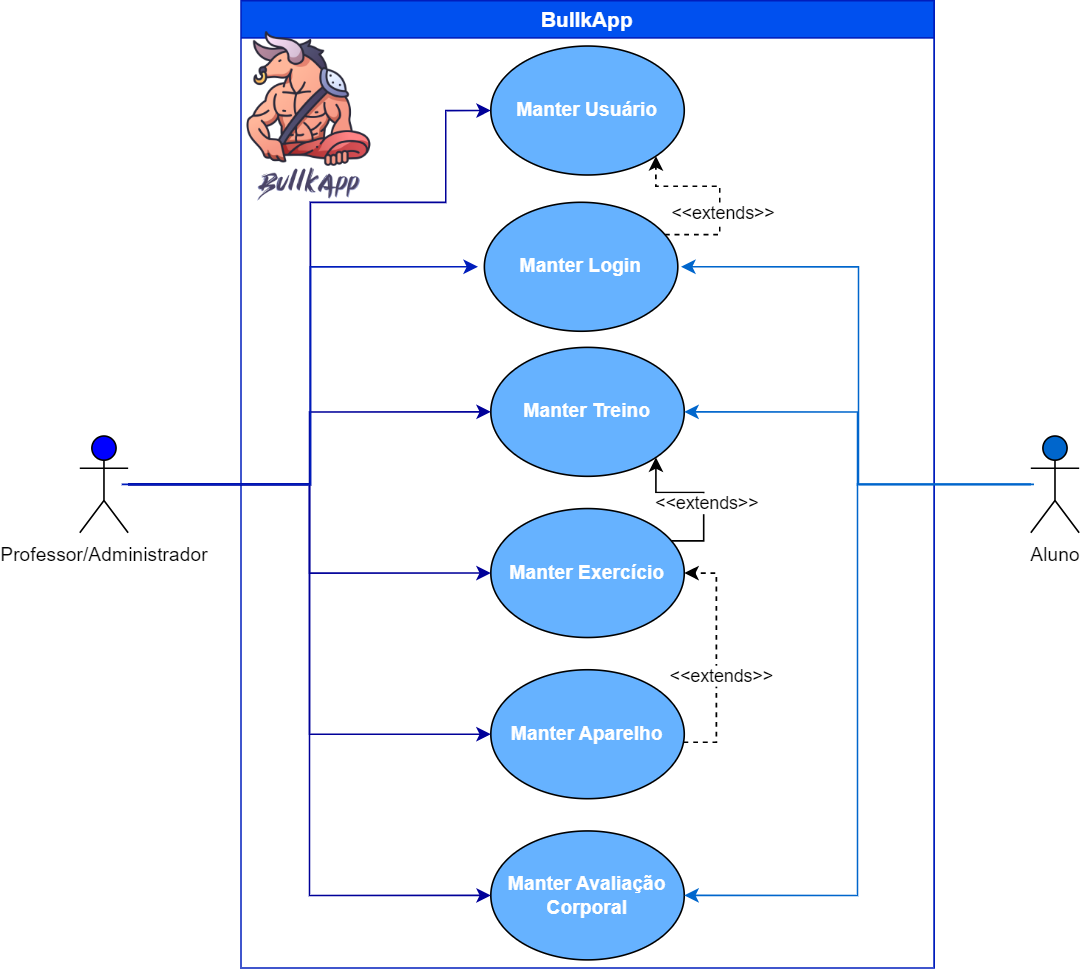 BullkApp
BullkApp
Manter Usuário
<<extends>>
Manter Login
Manter Treino
<<extends>>
Professor/Administrador
Aluno
Manter Exercício
<<extends>>
Manter Aparelho
Manter Avaliação
Corporal